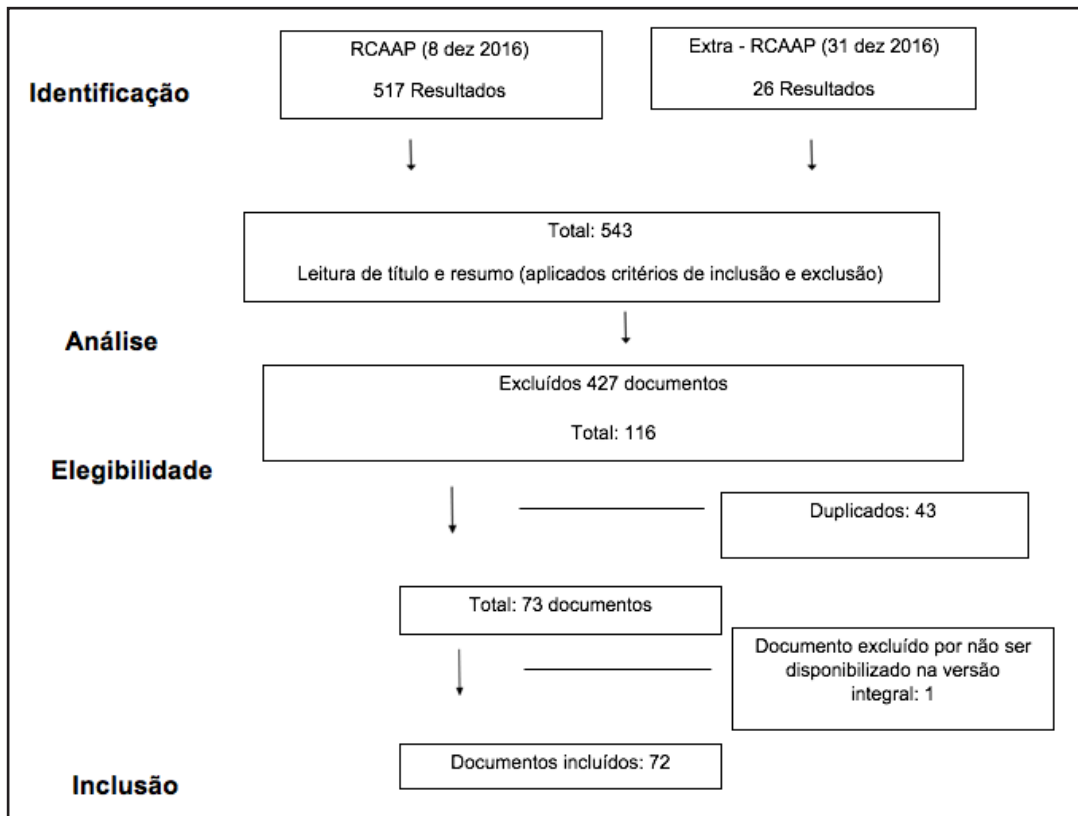 RCAAP (8 dez 2016)
517 Resultados
Extra - RCAAP (31 dez 2016)
26 Resultados
Identificação
Total: 543
Leitura de título e resumo (aplicados critérios de inclusão e exclusão)
Análise
Excluídos 427 documentos
Total: 116
Elegibilidade
Duplicados: 43
Total: 73 documentos
Documento excluído por não ser
disponibilizado na versão
integral: 1
Documentos incluídos: 72
Inclusão